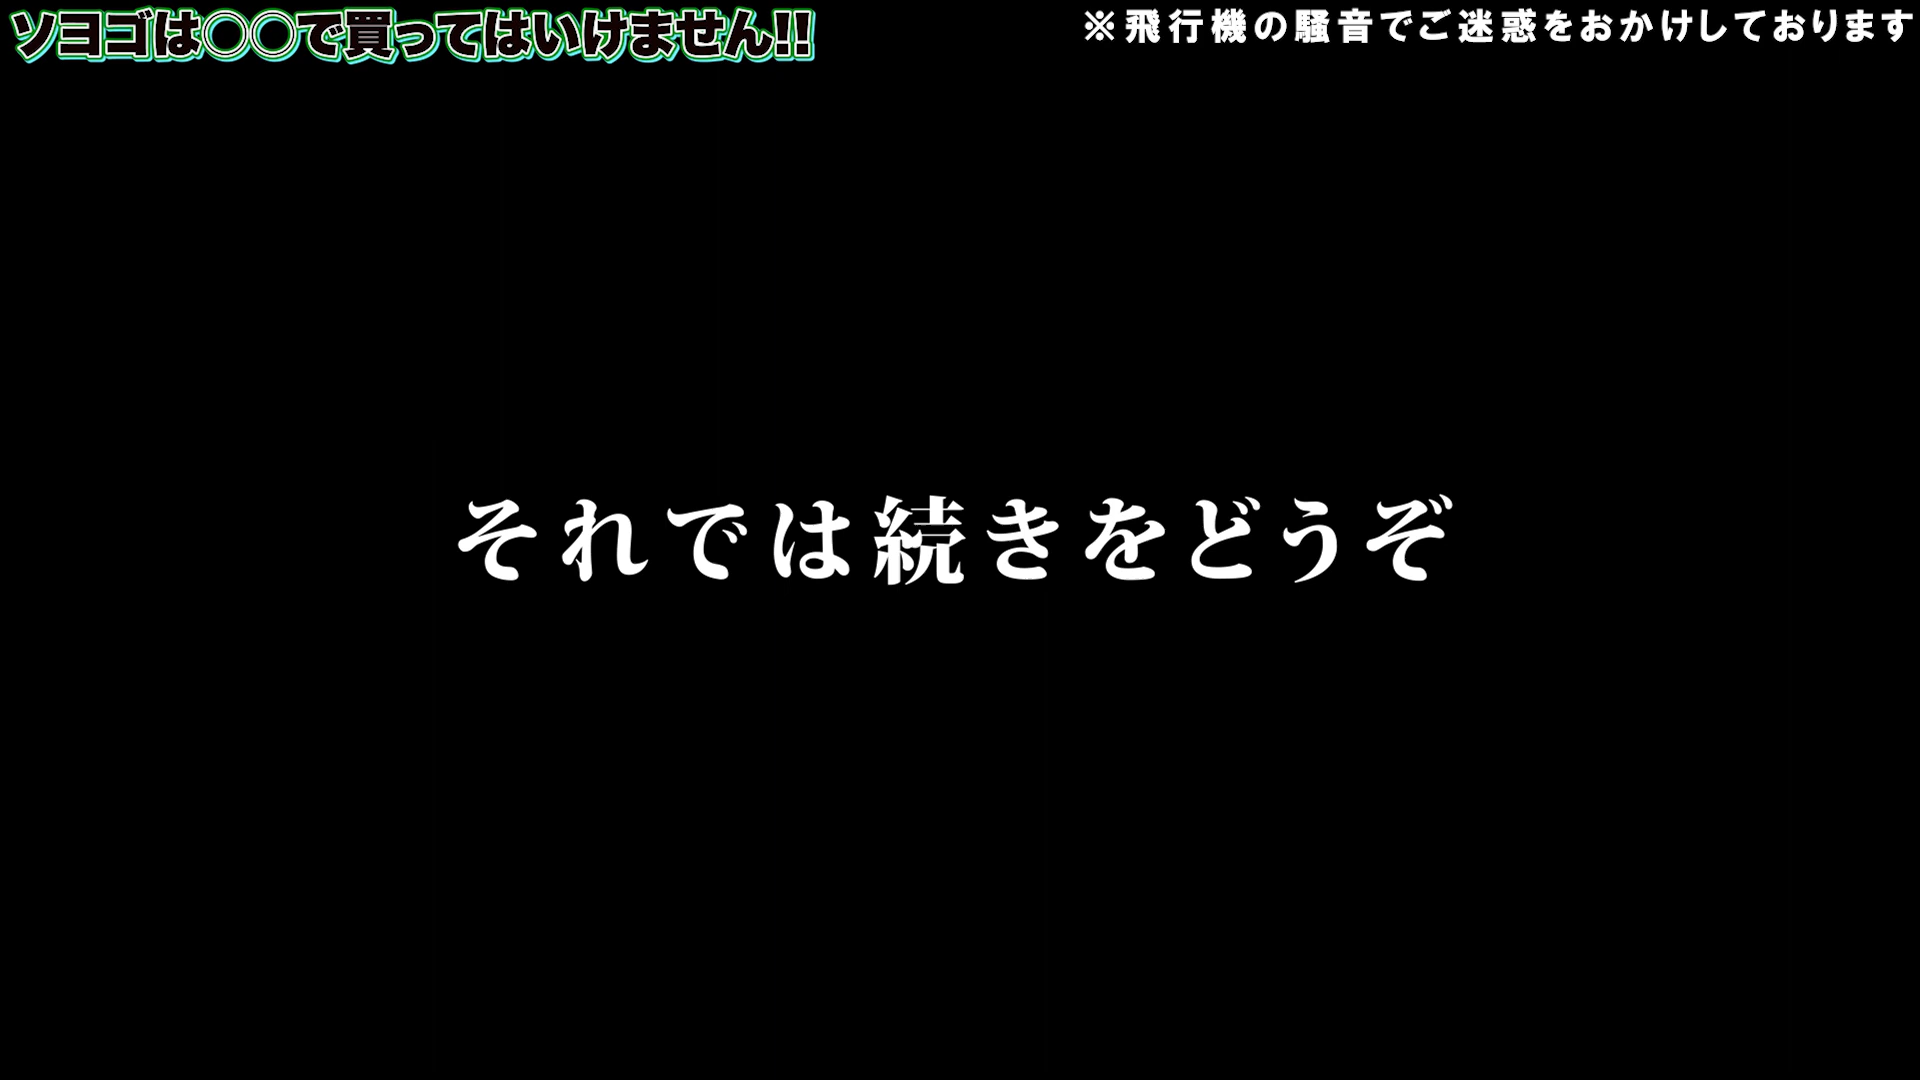 ソヨゴは〇〇で買ってはいけません!!
※飛行機の騒音でご迷惑をおかけしております
それでは続きをどうぞ